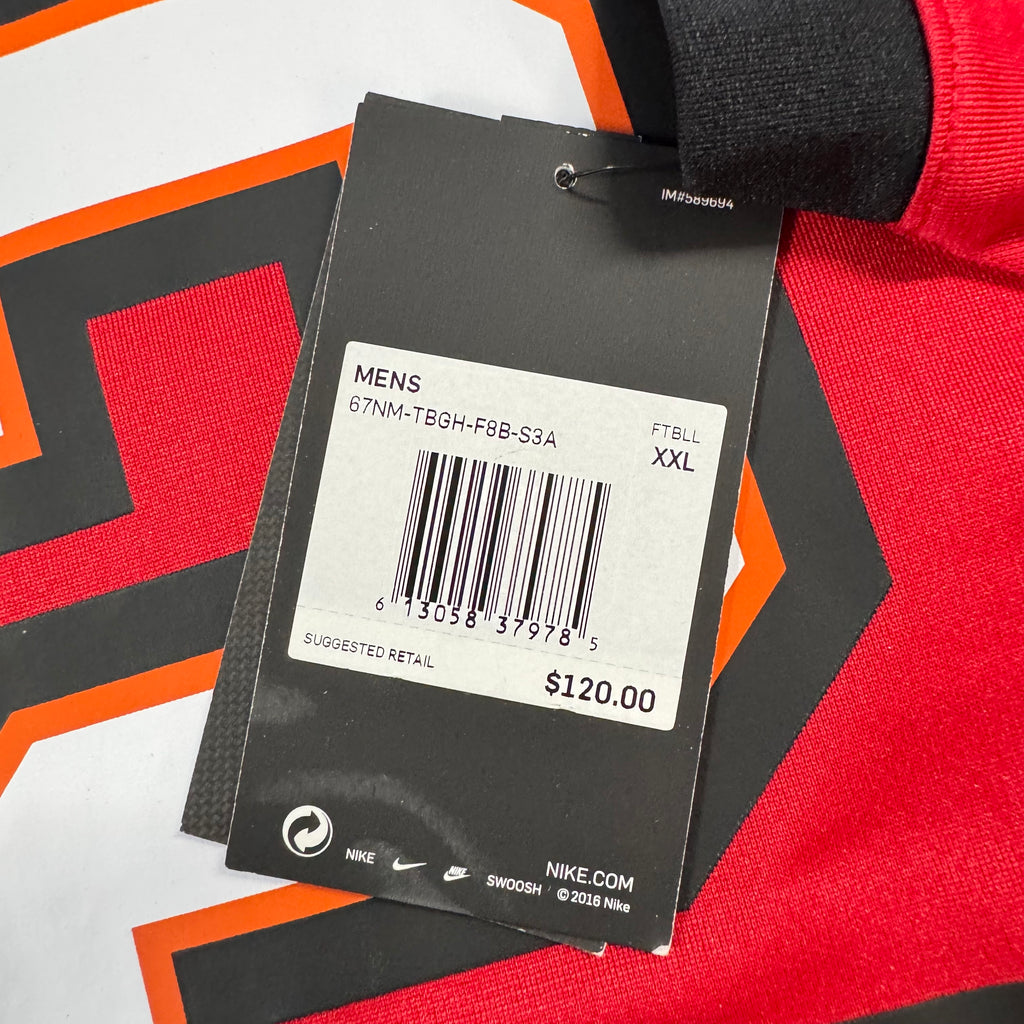 IM#589694
MENS
67NM-TBGH-F8B-S3A
FTBLL
XXL
6 13058 37978 5
SUGGESTED RETAIL
$120.00
NIKE
NIKE
SWOOSH
NIKE.COM
© 2016 Nike